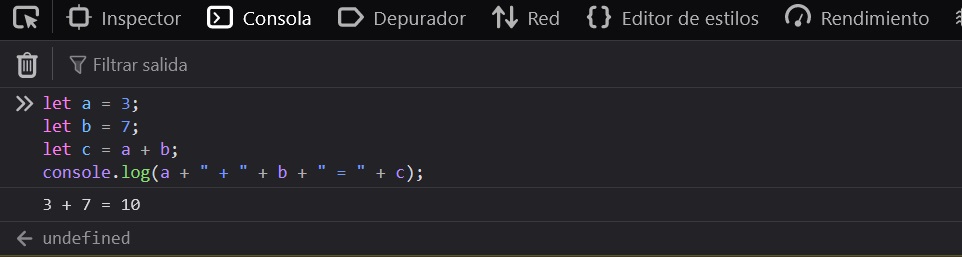 Inspector Consola Depurador Red Editor de estilos Rendimiento
Filtrar salida
let a = 3;
let b = 7;
let c = a + b;
console.log(a + " + " + b + " = " + c);
3 + 7 = 10
undefined